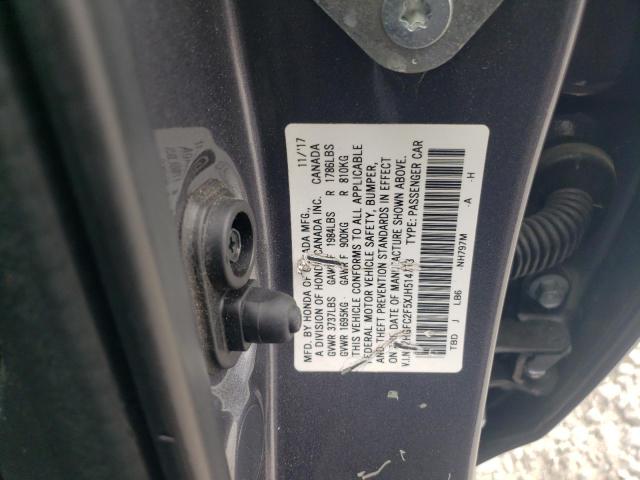 MFD. BY HONDA OF CANADA MFG., 11/'17
A DIVISION OF HONDA CANADA INC. CANADA
GVWR 3737LBS GAWR F 1984LBS R 1786LBS
GVWR 1695KG GAWR F 900KG R 810KG
THIS VEHICLE CONFORMS TO ALL APPLICABLE
FEDERAL MOTOR VEHICLE SAFETY, BUMPER,
AND THEFT PREVENTION STANDARDS IN EFFECT
ON THE DATE OF MANUFACTURE SHOWN ABOVE.
V.I.N. 2HGFC2F5XJH514713 TYPE: PASSENGER CAR
TBD J LB6 -NH797M -A -H